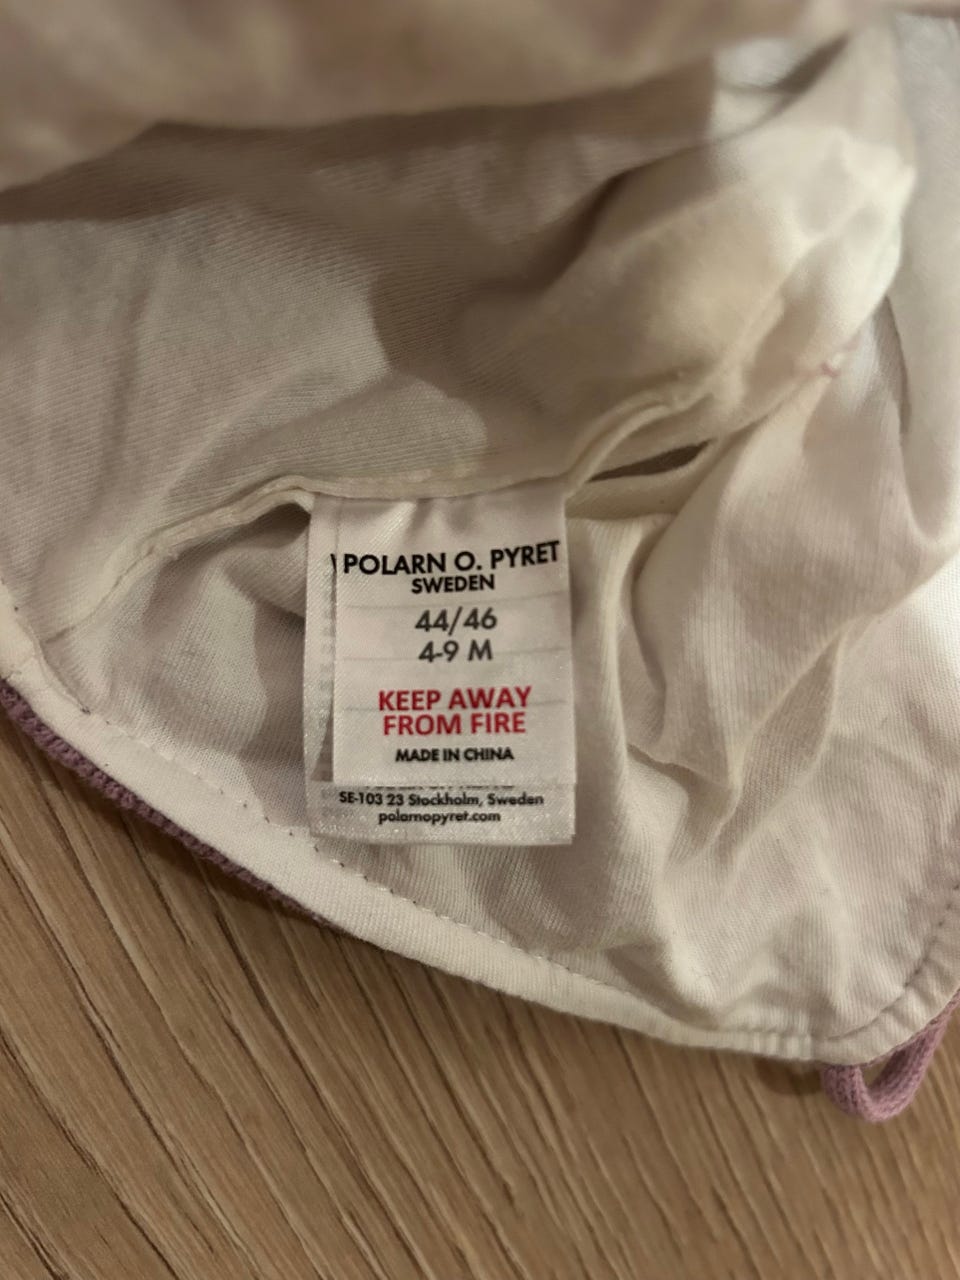 POLARN O. PYRET
SWEDEN
44/46
4-9 M
KEEP AWAY
FROM FIRE
MADE IN CHINA
SE-103 23 Stockholm, Sweden
polarnopyret.com